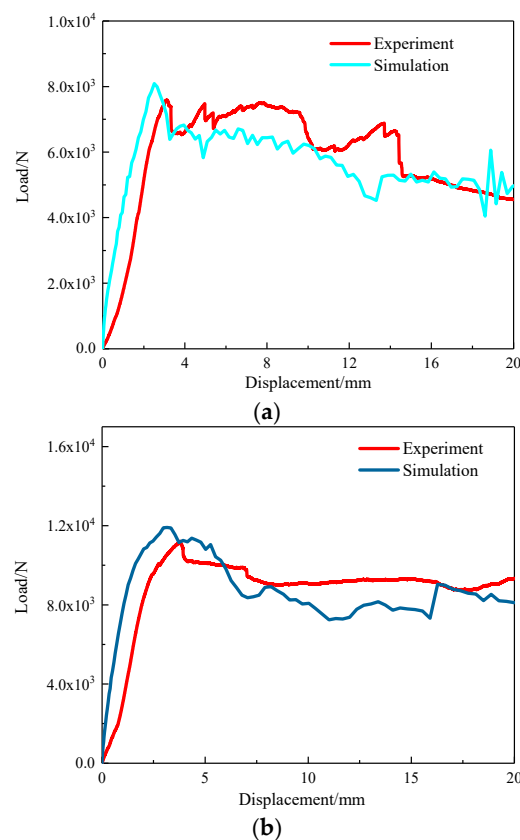 1.0x10⁴
8.0x10³
6.0x10³
4.0x10³
2.0x10³
0.0
Load/N
Experiment
Simulation
0 4 8 12 16 20
Displacement/mm
(a)
1.6x10⁴
1.2x10⁴
8.0x10³
4.0x10³
0.0
Load/N
Experiment
Simulation
0 5 10 15 20
Displacement/mm
(b)